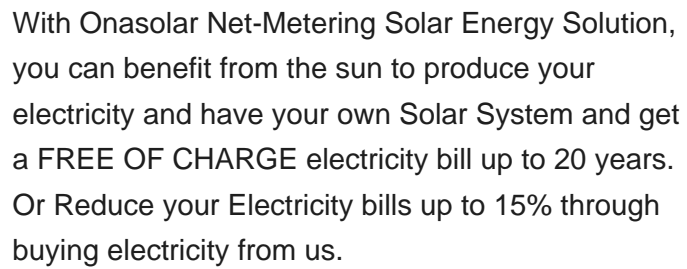 With Onasolar Net-Metering Solar Energy Solution,
you can benefit from the sun to produce your
electricity and have your own Solar System and get
a FREE OF CHARGE electricity bill up to 20 years.
Or Reduce your Electricity bills up to 15% through
buying electricity from us.